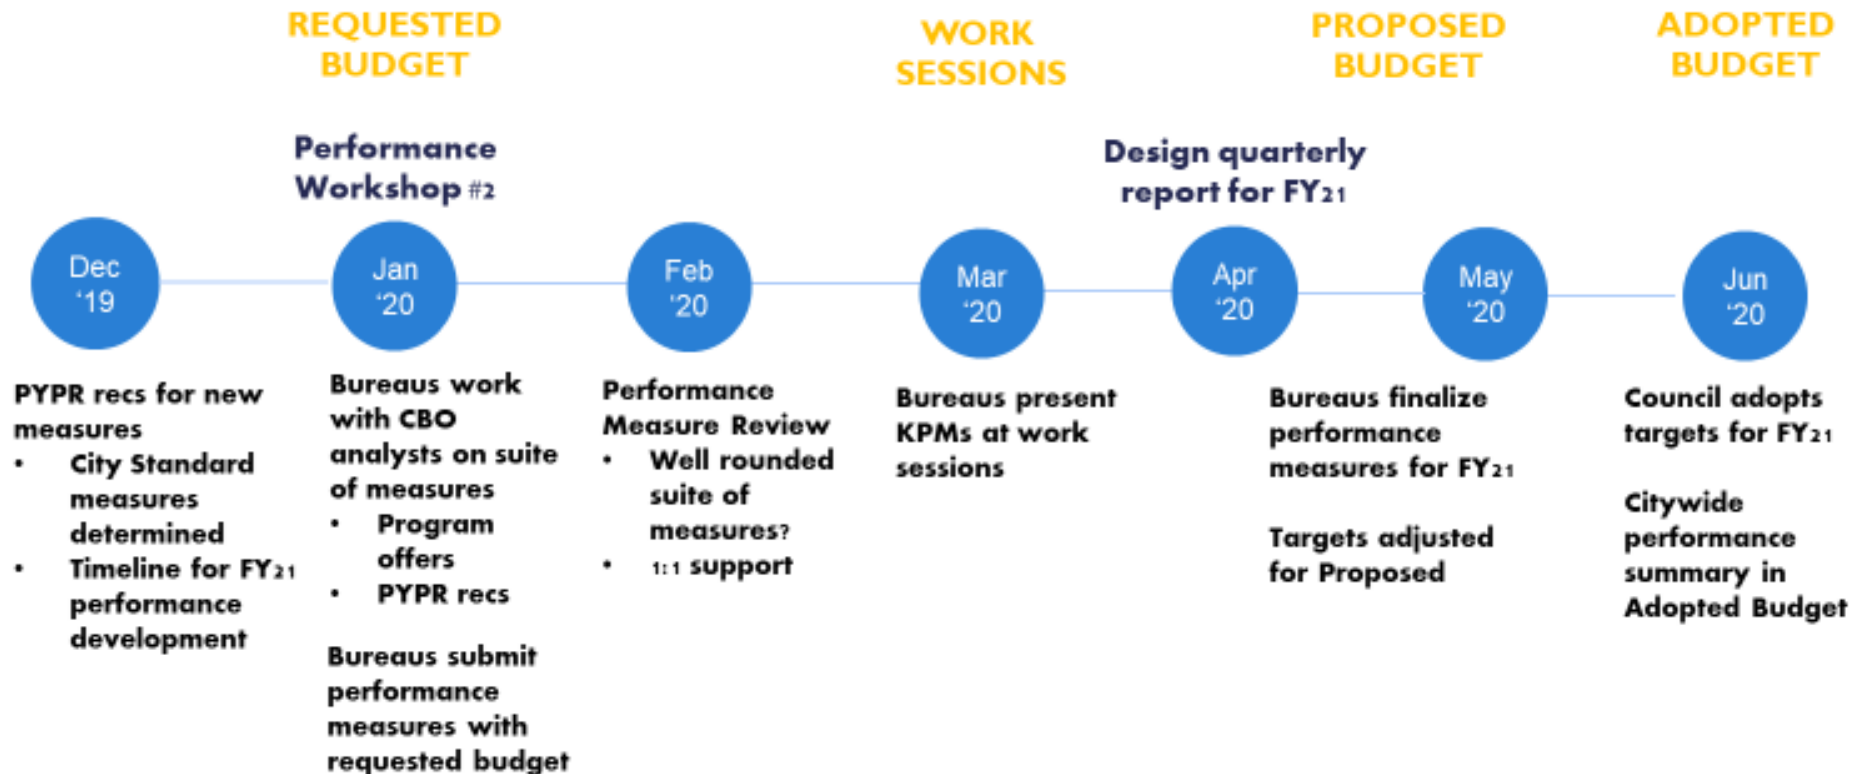 REQUESTED
BUDGET
WORK
SESSIONS
PROPOSED
BUDGET
ADOPTED
BUDGET
Performance
Workshop #2
Design quarterly
report for FY21
Dec
‘19
Jan
‘20
Feb
‘20
Mar
‘20
Apr
‘20
May
‘20
Jun
‘20
PYPR recs for new
measures
• City Standard
measures
determined
• Timeline for FY21
performance
development
Bureaus work
with CBO
analysts on suite
of measures
• Program
offers
• PYPR recs
Bureaus submit
performance
measures with
requested budget
Performance
Measure Review
• Well rounded
suite of
measures?
• 1:1 support
Bureaus present
KPMs at work
sessions
Bureaus finalize
performance
measures for FY21
Targets adjusted
for Proposed
Council adopts
targets for FY21
Citywide
performance
summary in
Adopted Budget